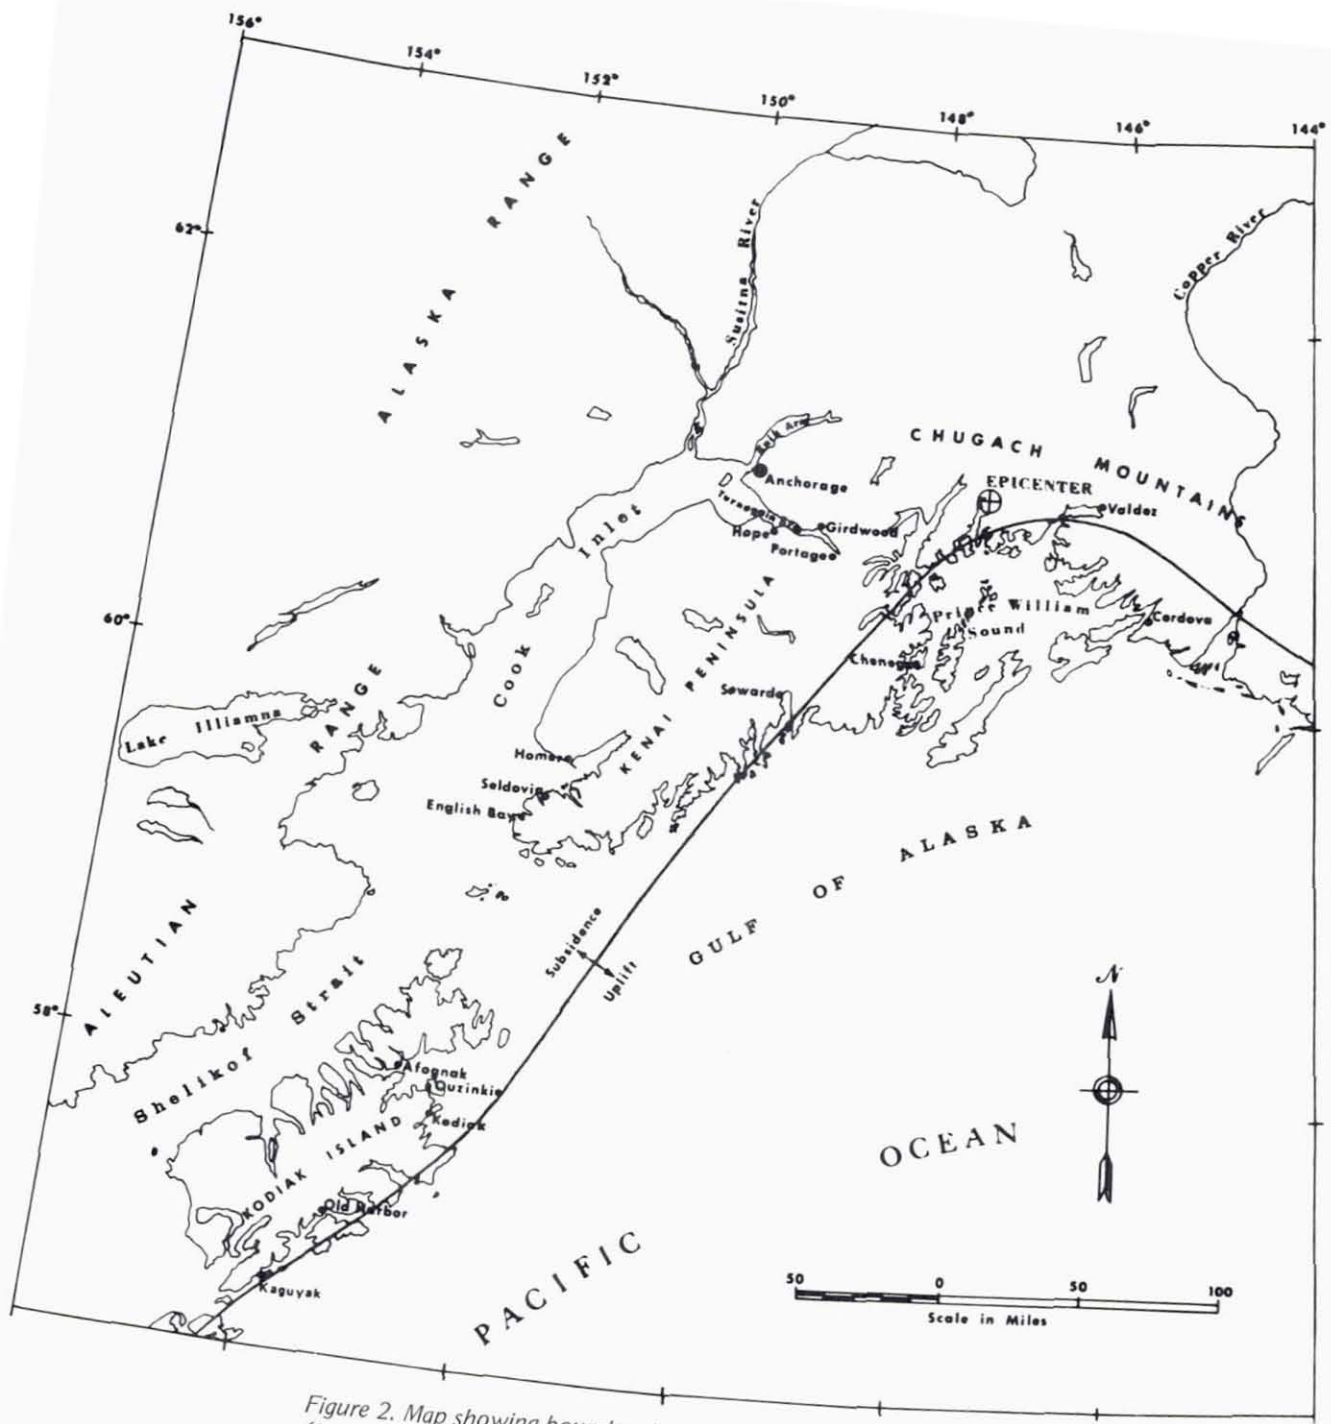 156°
154°
152°
150°
148°
146°
144°
62°
60°
58°
ALASKA RANGE
Susitna River
Copper River
CHUGACH MOUNTAINS
EPICENTER
Anchorage
Valdez
Turnagain Arm
Girdwood
Hope
Portage
Cook Inlet
Prince William
Sound
Cordova
Chenega
KENAI PENINSULA
Seward
Lake Illiamna
ALEUTIAN RANGE
Homer
Seldovia
English Bay
Subsidence
Uplift
GULF OF ALASKA
Shelikof Strait
Afognak
Ouzinkie
Kodiak
KODIAK ISLAND
Old Harbor
Kaguyak
PACIFIC OCEAN
N
50 0 50 100
Scale in Miles
Figure 2. Map showing